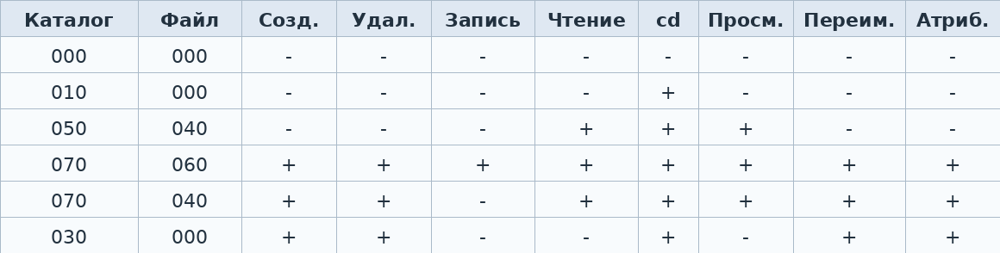 Каталог Файл Созд. Удал. Запись Чтение cd Просм. Переим. Атриб.
000 000 - - - - - - - -
010 000 - - - - + - - -
050 040 - - - + + + - -
070 060 + + + + + + + +
070 040 + + - + + + + +
030 000 + + - - + - + +